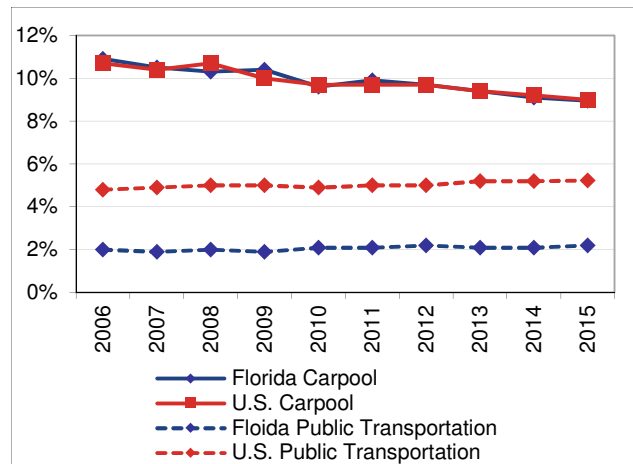 12%
10%
8%
6%
4%
2%
0%
2006 2007 2008 2009 2010 2011 2012 2013 2014 2015
Florida Carpool
U.S. Carpool
Floida Public Transportation
U.S. Public Transportation